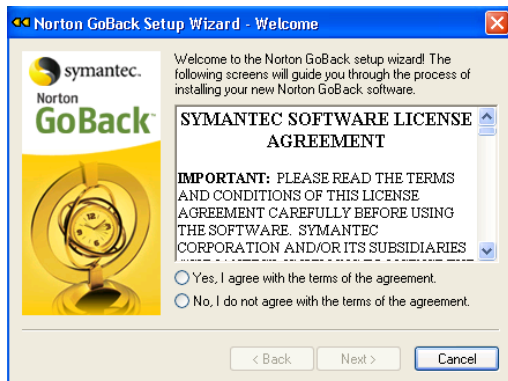 Norton GoBack Setup Wizard - Welcome
symantec.
Norton
GoBack
Welcome to the Norton GoBack setup wizard! The
following screens will guide you through the process of
installing your new Norton GoBack software.
SYMANTEC SOFTWARE LICENSE
AGREEMENT
IMPORTANT: PLEASE READ THE TERMS
AND CONDITIONS OF THIS LICENSE
AGREEMENT CAREFULLY BEFORE USING
THE SOFTWARE. SYMANTEC
CORPORATION AND/OR ITS SUBSIDIARIES
Yes, I agree with the terms of the agreement.
No, I do not agree with the terms of the agreement.
< Back
Next >
Cancel